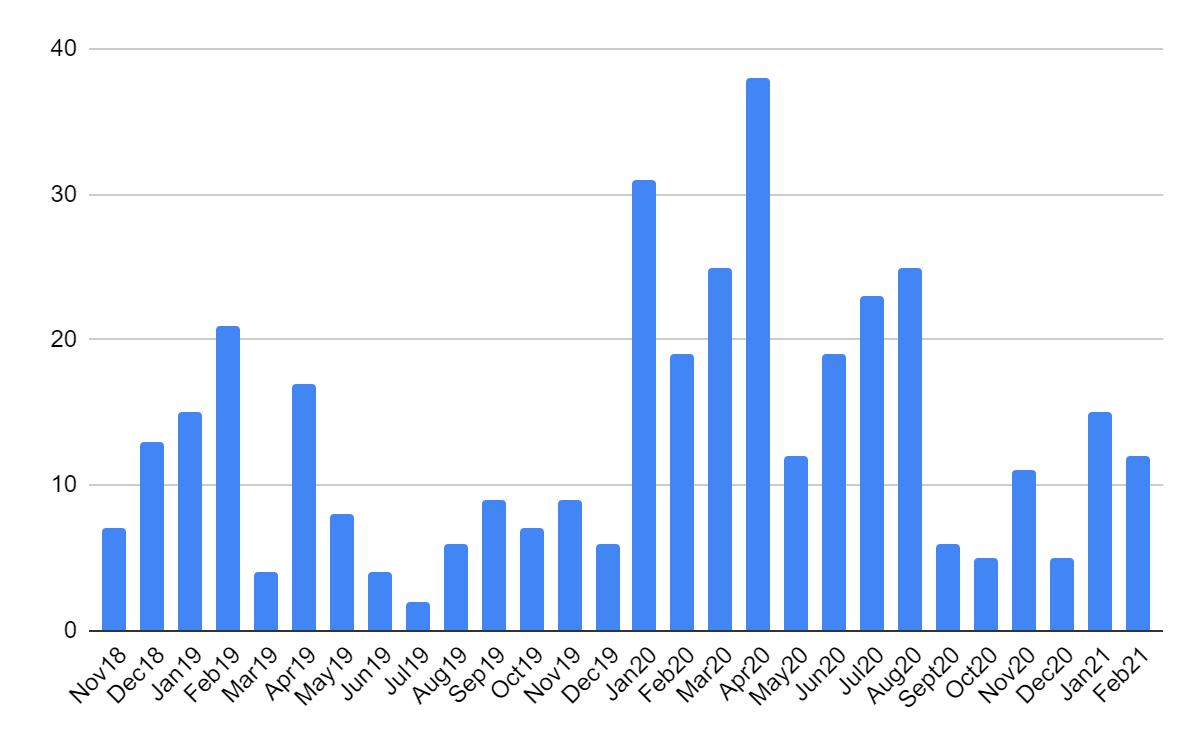 40
30
20
10
0
Nov18
Dec18
Jan19
Feb19
Mar19
Apr19
May19
Jun19
Jul19
Aug19
Sep19
Oct19
Nov19
Dec19
Jan20
Feb20
Mar20
Apr20
May20
Jun20
Jul20
Aug20
Sept20
Oct20
Nov20
Dec20
Jan21
Feb21